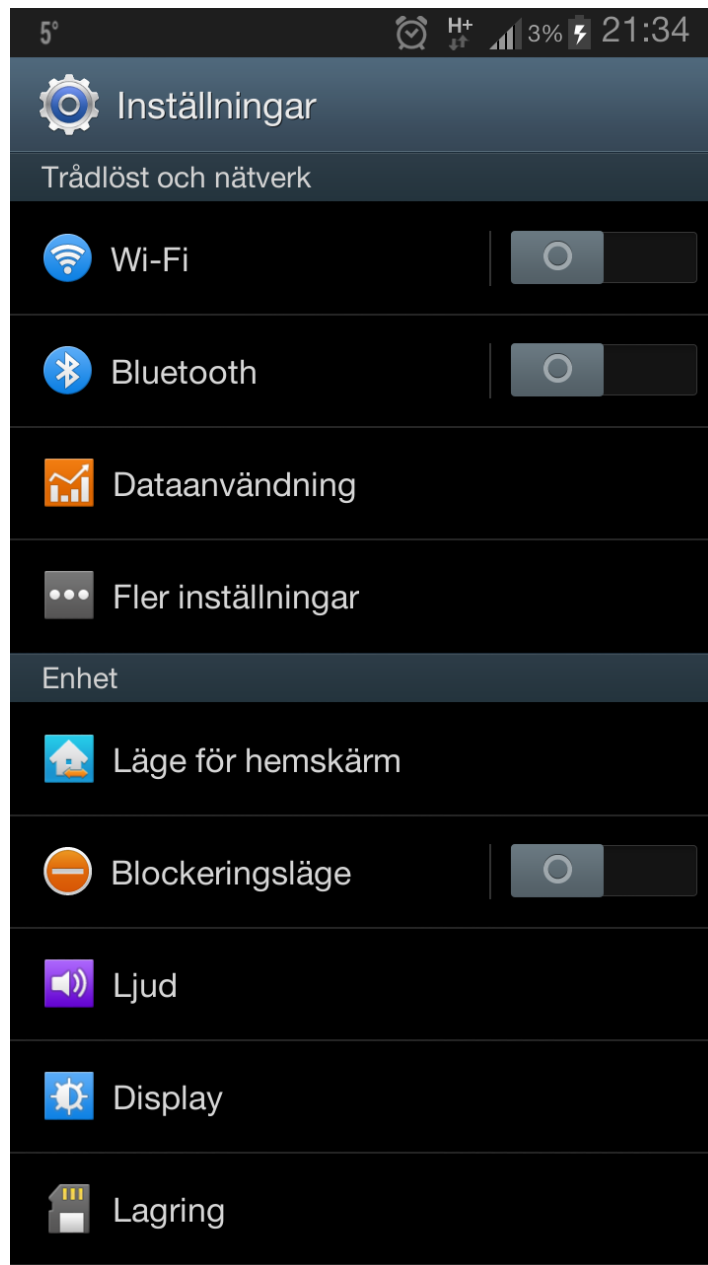 5° H+ 3% 21:34
Inställningar
Trådlöst och nätverk
Wi-Fi
Bluetooth
Dataanvändning
Fler inställningar
Enhet
Läge för hemskärm
Blockeringsläge
Ljud
Display
Lagring